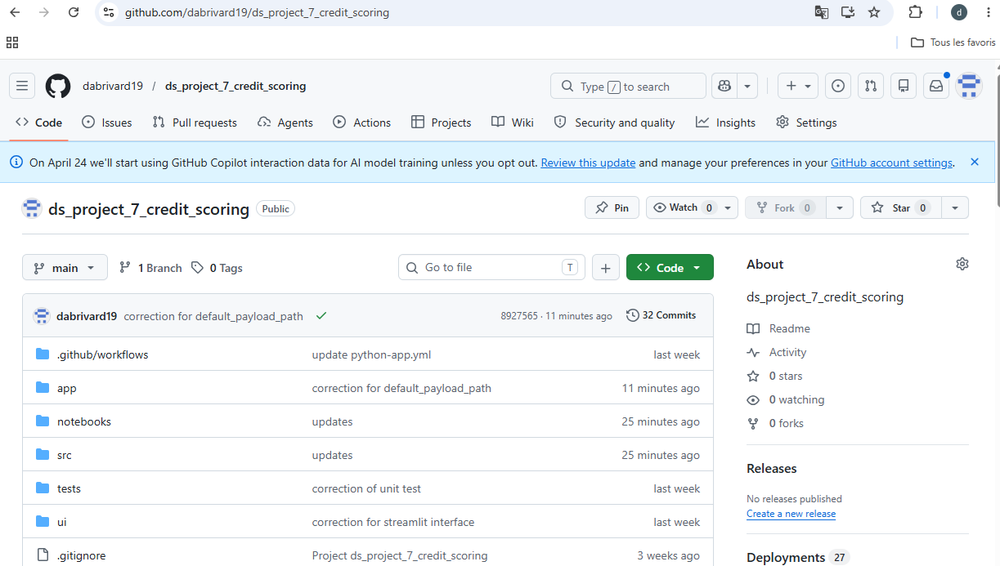 github.com/dabrivard19/ds_project_7_credit_scoring
d
Tous les favoris
dabrivard19 / ds_project_7_credit_scoring
Type / to search
Code Issues Pull requests Agents Actions Projects Wiki Security and quality Insights Settings
On April 24 we'll start using GitHub Copilot interaction data for AI model training unless you opt out. Review this update and manage your preferences in your GitHub account settings.
ds_project_7_credit_scoring Public
Pin Watch 0 Fork 0 Star 0
main 1 Branch 0 Tags
Go to file T
Code
dabrivard19 correction for default_payload_path 8927565 · 11 minutes ago 32 Commits
.github/workflows update python-app.yml last week
app correction for default_payload_path 11 minutes ago
notebooks updates 25 minutes ago
src updates 25 minutes ago
tests correction of unit test last week
ui correction for streamlit interface last week
.gitignore Project ds_project_7_credit_scoring 3 weeks ago
About
ds_project_7_credit_scoring
Readme
Activity
0 stars
0 watching
0 forks
Releases
No releases published
Create a new release
Deployments 27